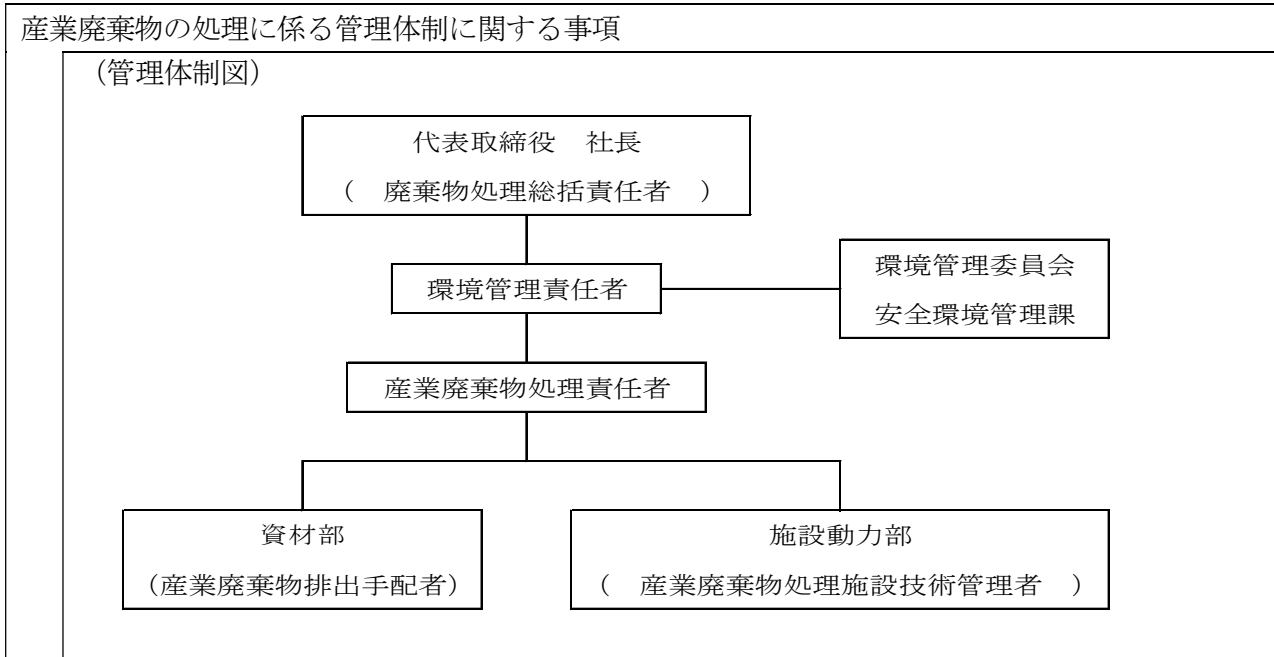 産業廃棄物の処理に係る管理体制に関する事項
（管理体制図）
代表取締役　社長
（　廃棄物処理総括責任者　）
環境管理責任者
環境管理委員会
安全環境管理課
産業廃棄物処理責任者
資材部
（産業廃棄物排出手配者）
施設動力部
（　産業廃棄物処理施設技術管理者　）